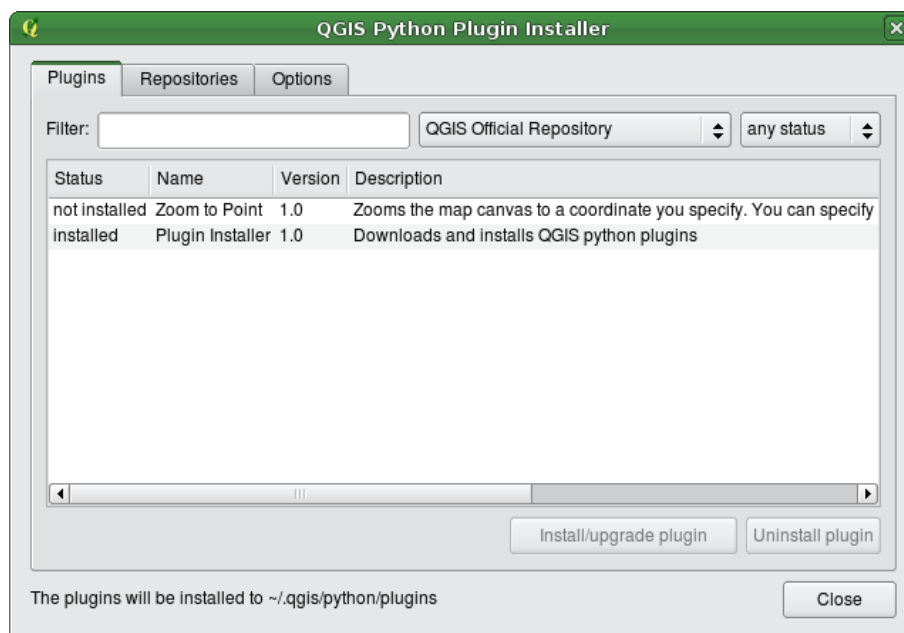 QGIS Python Plugin Installer
Plugins Repositories Options
Filter: QGIS Official Repository any status
Status Name Version Description
not installed Zoom to Point 1.0 Zooms the map canvas to a coordinate you specify. You can specify
installed Plugin Installer 1.0 Downloads and installs QGIS python plugins
Install/upgrade plugin Uninstall plugin
The plugins will be installed to ~/.qgis/python/plugins Close